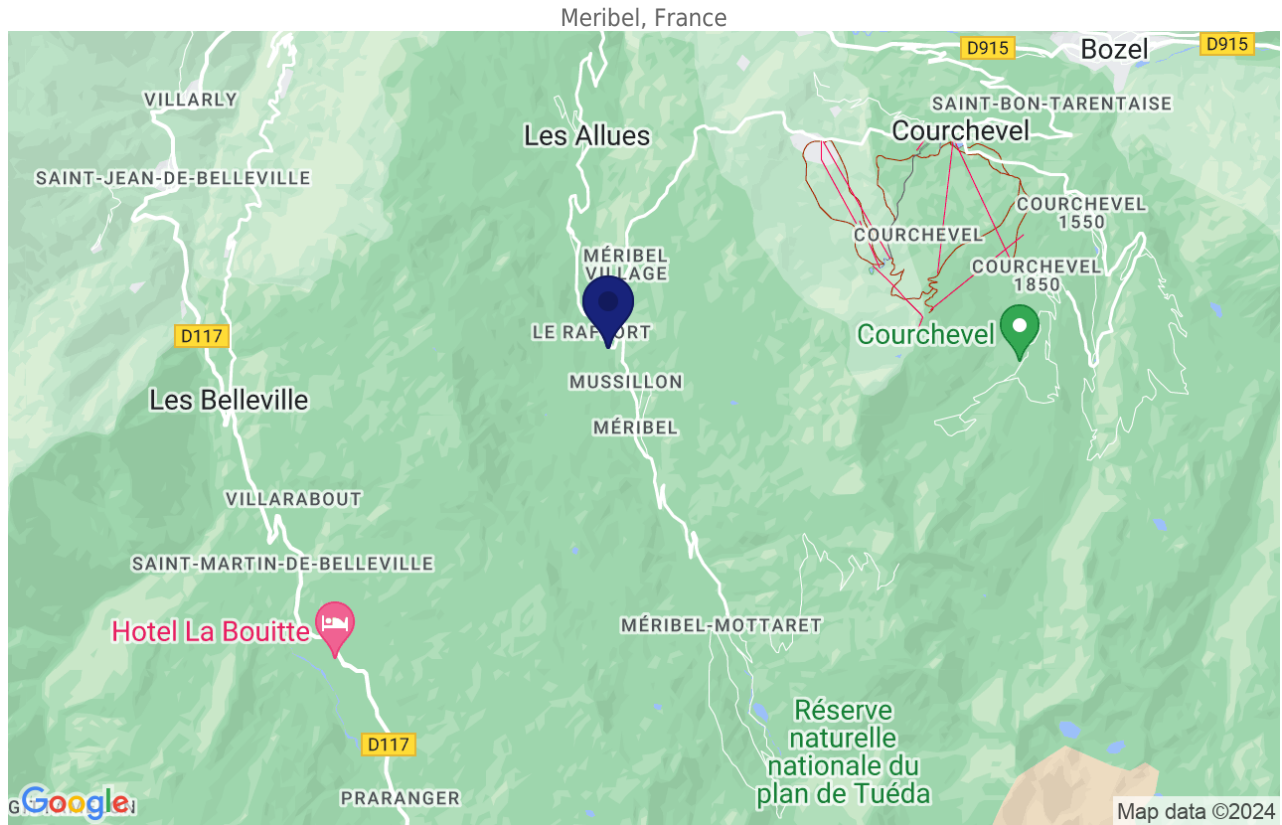 Meribel, France
D915
Bozel
D915
VILLARLY
SAINT-BON-TARENTAISE
Les Allues
Courchevel
SAINT-JEAN-DE-BELLEVILLE
COURCHEVEL
1550
COURCHEVEL
MÉRIBEL
VILLAGE
COURCHEVEL
1850
D117
Courchevel
MUSSILLON
Les Belleville
MÉRIBEL
VILLARABOUT
SAINT-MARTIN-DE-BELLEVILLE
Hotel La Bouitte
MÉRIBEL-MOTTARET
Réserve
naturelle
nationale du
plan de Tuéda
D117
PRARANGER
Google
Map data ©2024